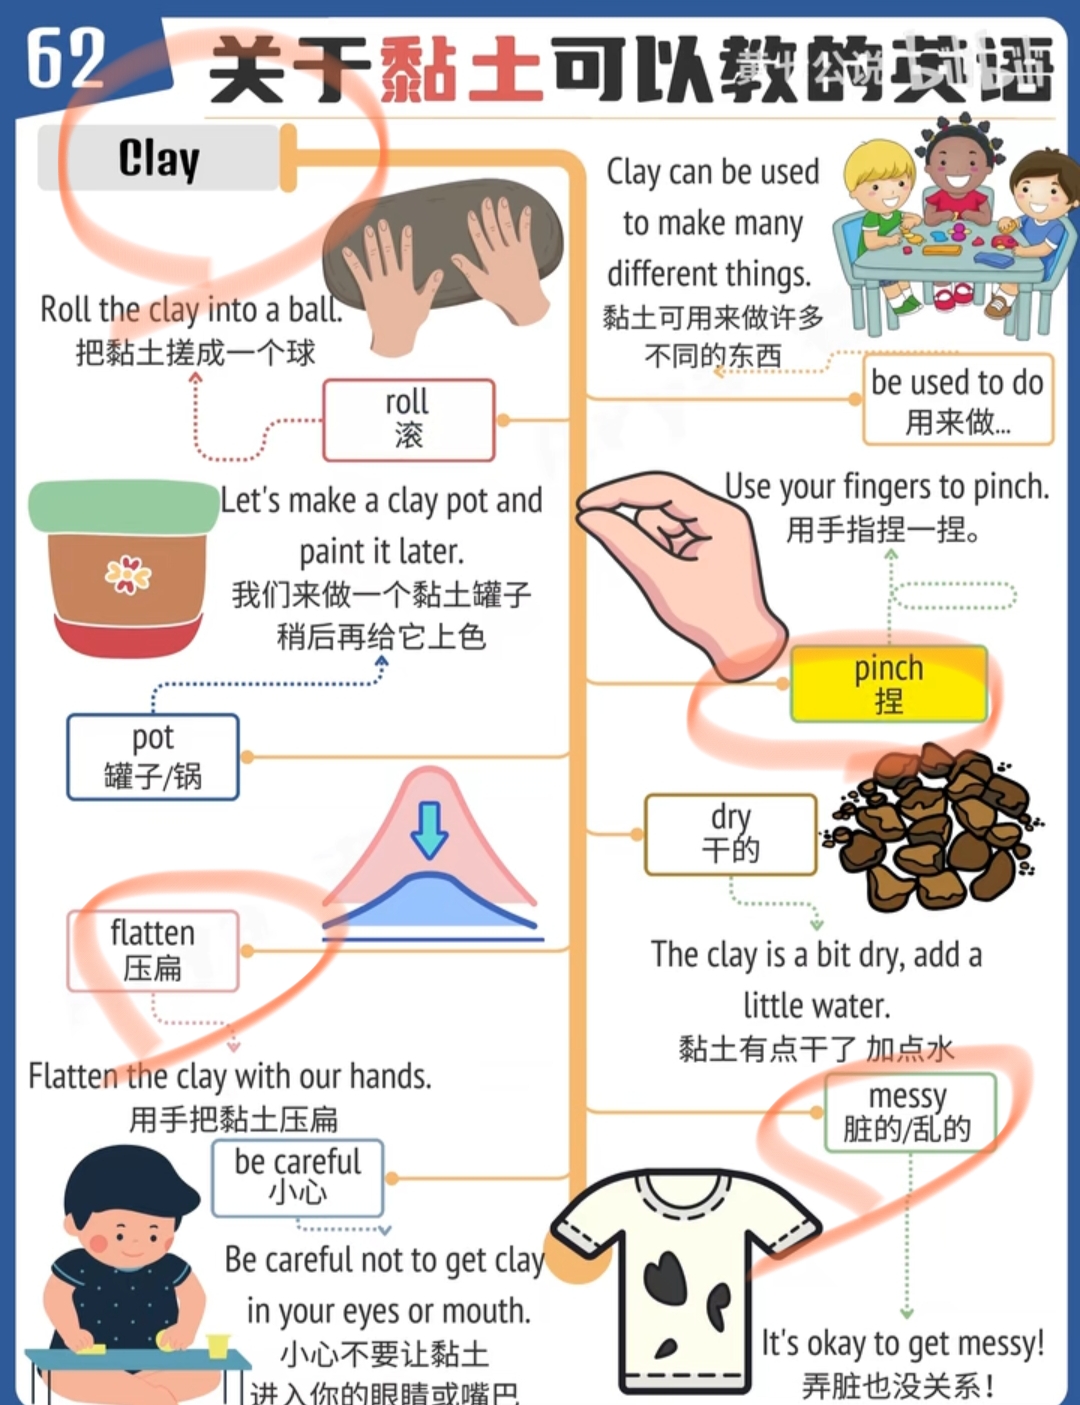 62
关于黏土可以教的英语
Clay
Clay can be used
to make many
different things.
黏土可用来做许多
不同的东西
Roll the clay into a ball.
把黏土搓成一个球
be used to do
用来做...
roll
滚
Let's make a clay pot and
paint it later.
我们来做一个黏土罐子
稍后再给它上色
Use your fingers to pinch.
用手指捏一捏。
pinch
捏
pot
罐子/锅
dry
干的
flatten
压扁
The clay is a bit dry, add a
little water.
黏土有点干了 加点水
Flatten the clay with our hands.
用手把黏土压扁
messy
脏的/乱的
be careful
小心
Be careful not to get clay
in your eyes or mouth.
小心不要让黏土
进入你的眼睛或嘴巴
It's okay to get messy!
弄脏也没关系！